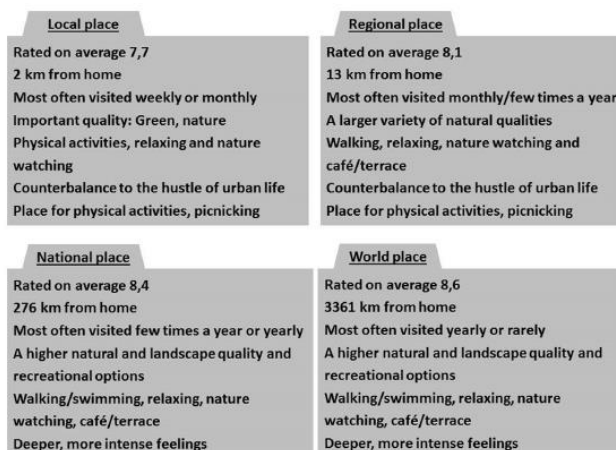 Local place
Rated on average 7,7
2 km from home
Most often visited weekly or monthly
Important quality: Green, nature
Physical activities, relaxing and nature
watching
Counterbalance to the hustle of urban life
Place for physical activities, picnicking
Regional place
Rated on average 8,1
13 km from home
Most often visited monthly/few times a year
A larger variety of natural qualities
Walking, relaxing, nature watching and
café/terrace
Counterbalance to the hustle of urban life
Place for physical activities, picnicking
National place
Rated on average 8,4
276 km from home
Most often visited few times a year or yearly
A higher natural and landscape quality and
recreational options
Walking/swimming, relaxing, nature
watching, café/terrace
Deeper, more intense feelings
World place
Rated on average 8,6
3361 km from home
Most often visited yearly or rarely
A higher natural and landscape quality and
recreational options
Walking/swimming, relaxing, nature
watching, café/terrace
Deeper, more intense feelings